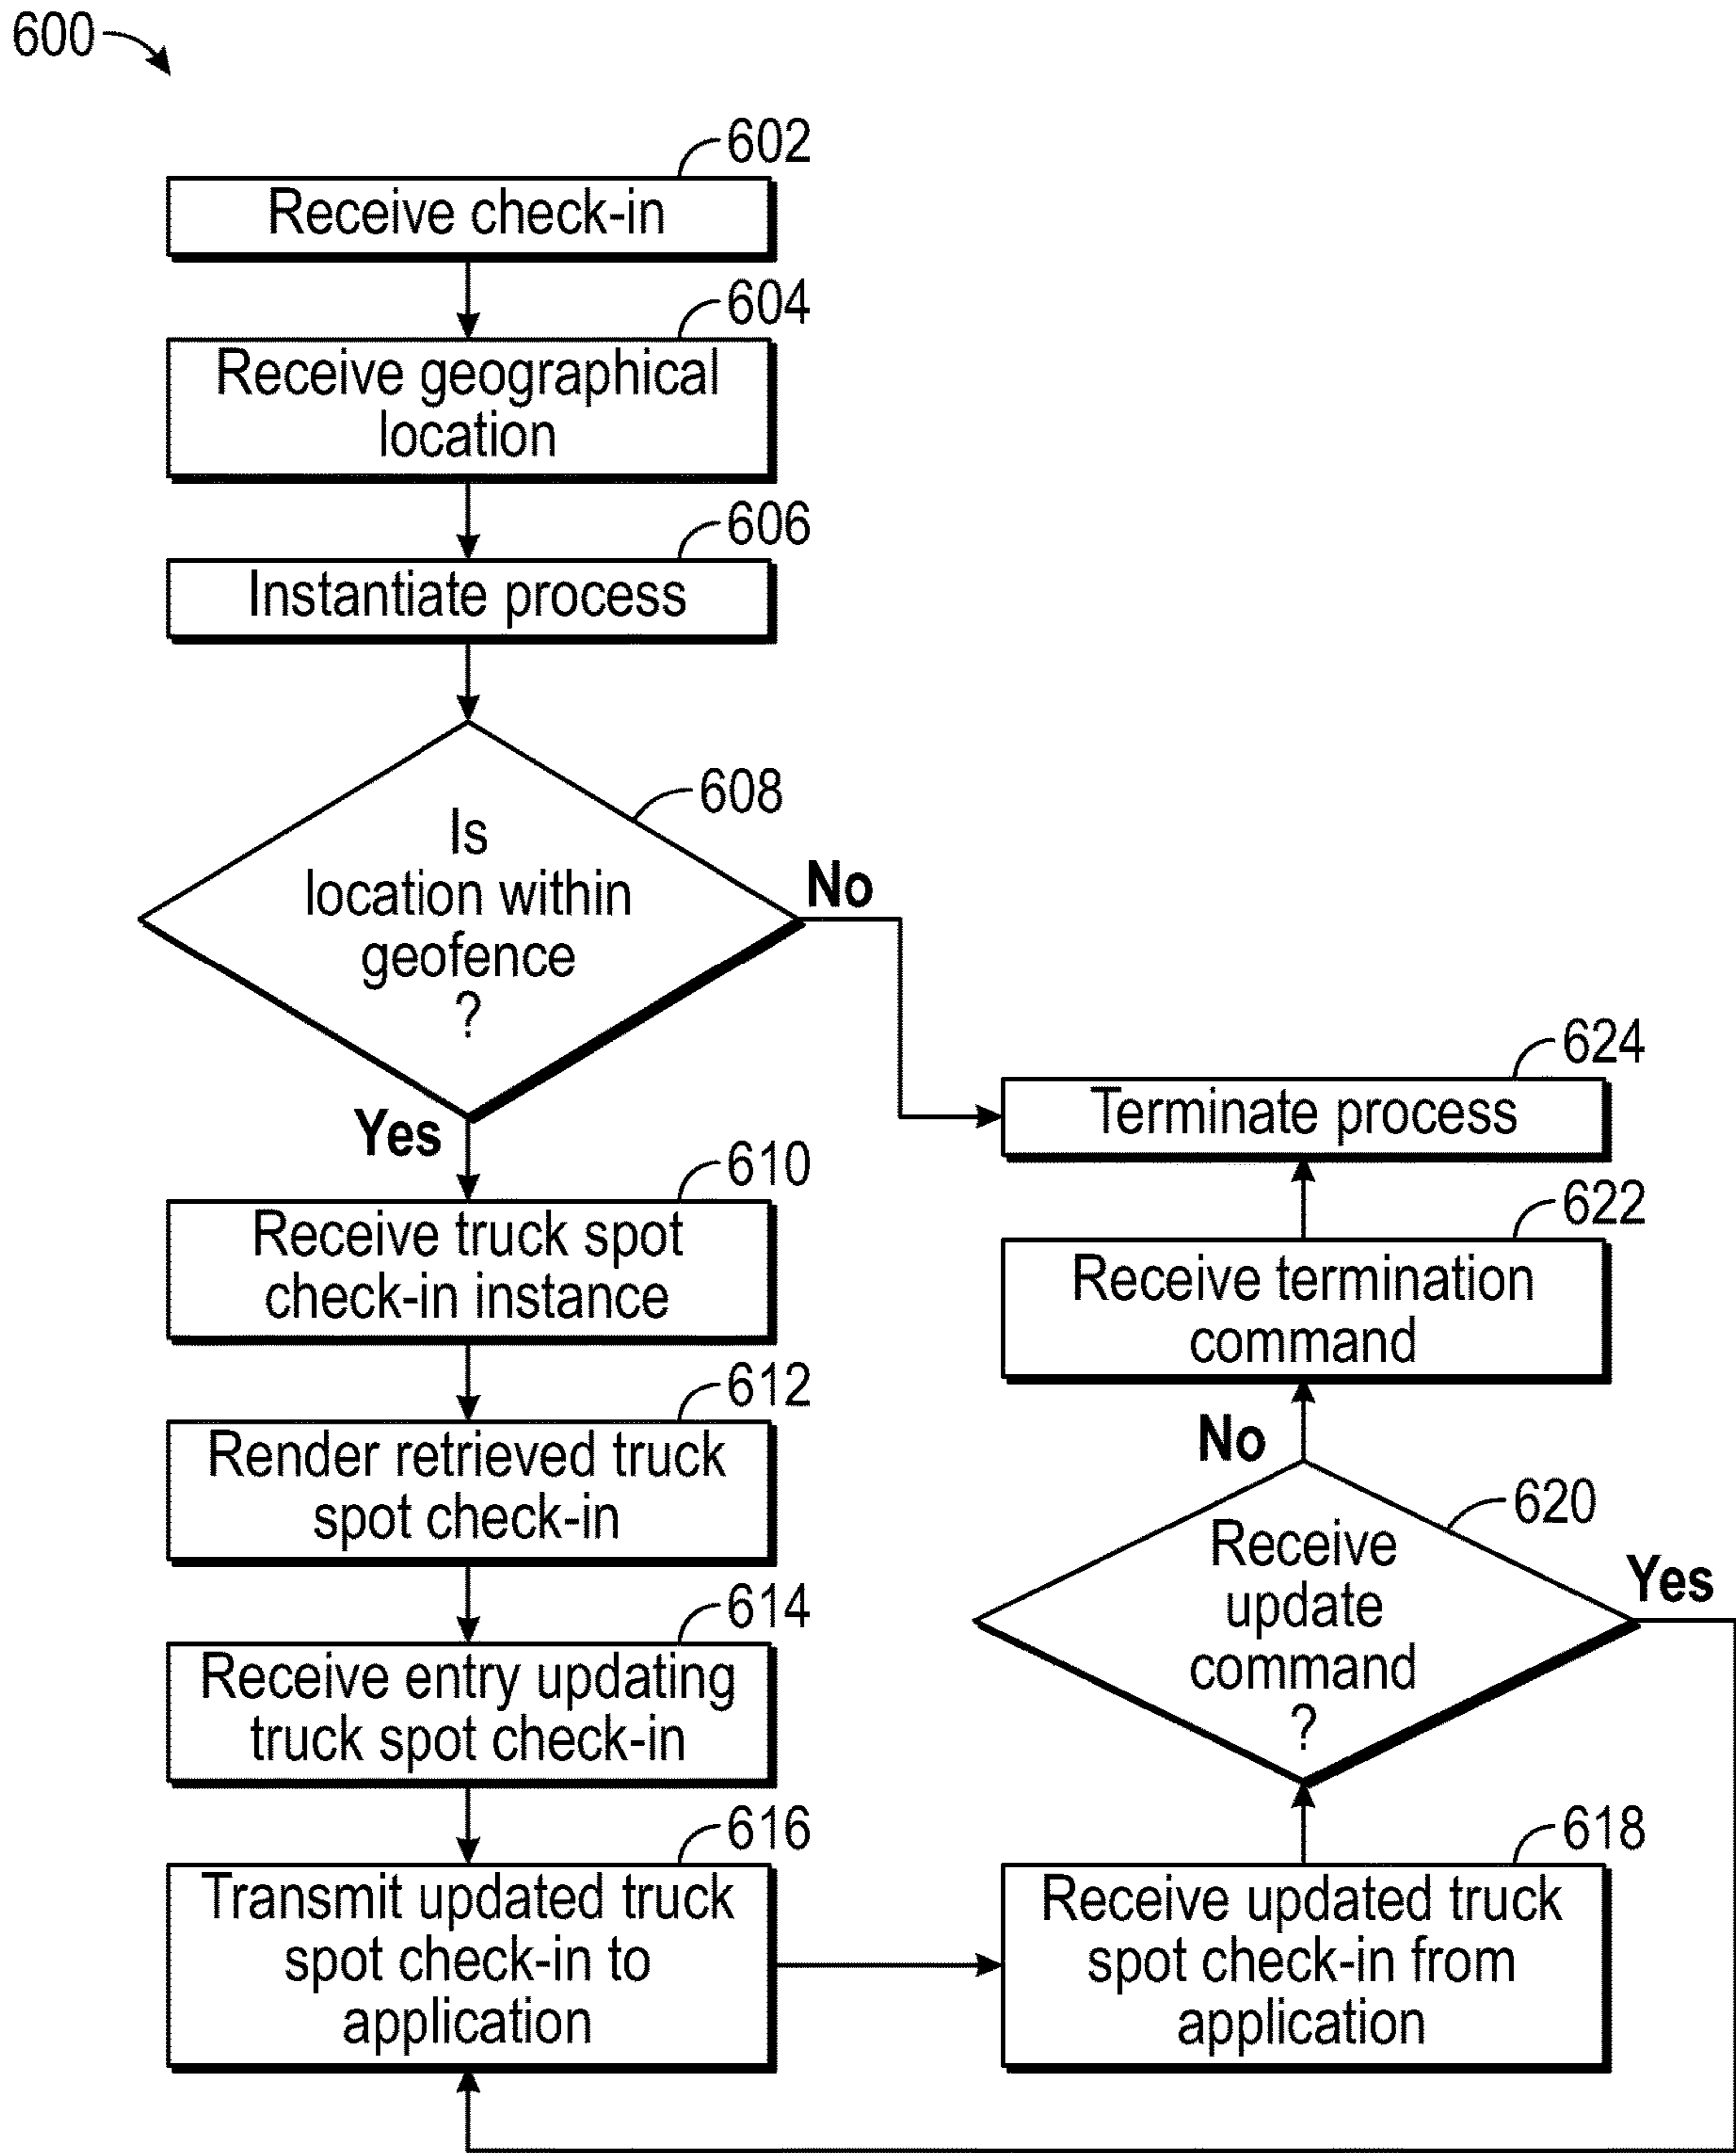 600
602
Receive check-in
604
Receive geographical
location
606
Instantiate process
608
Is
location within
geofence
?
No
Yes
610
Receive truck spot
check-in instance
612
Render retrieved truck
spot check-in
614
Receive entry updating
truck spot check-in
616
Transmit updated truck
spot check-in to
application
618
Receive updated truck
spot check-in from
application
620
Receive
update
command
?
Yes
No
622
Receive termination
command
624
Terminate process